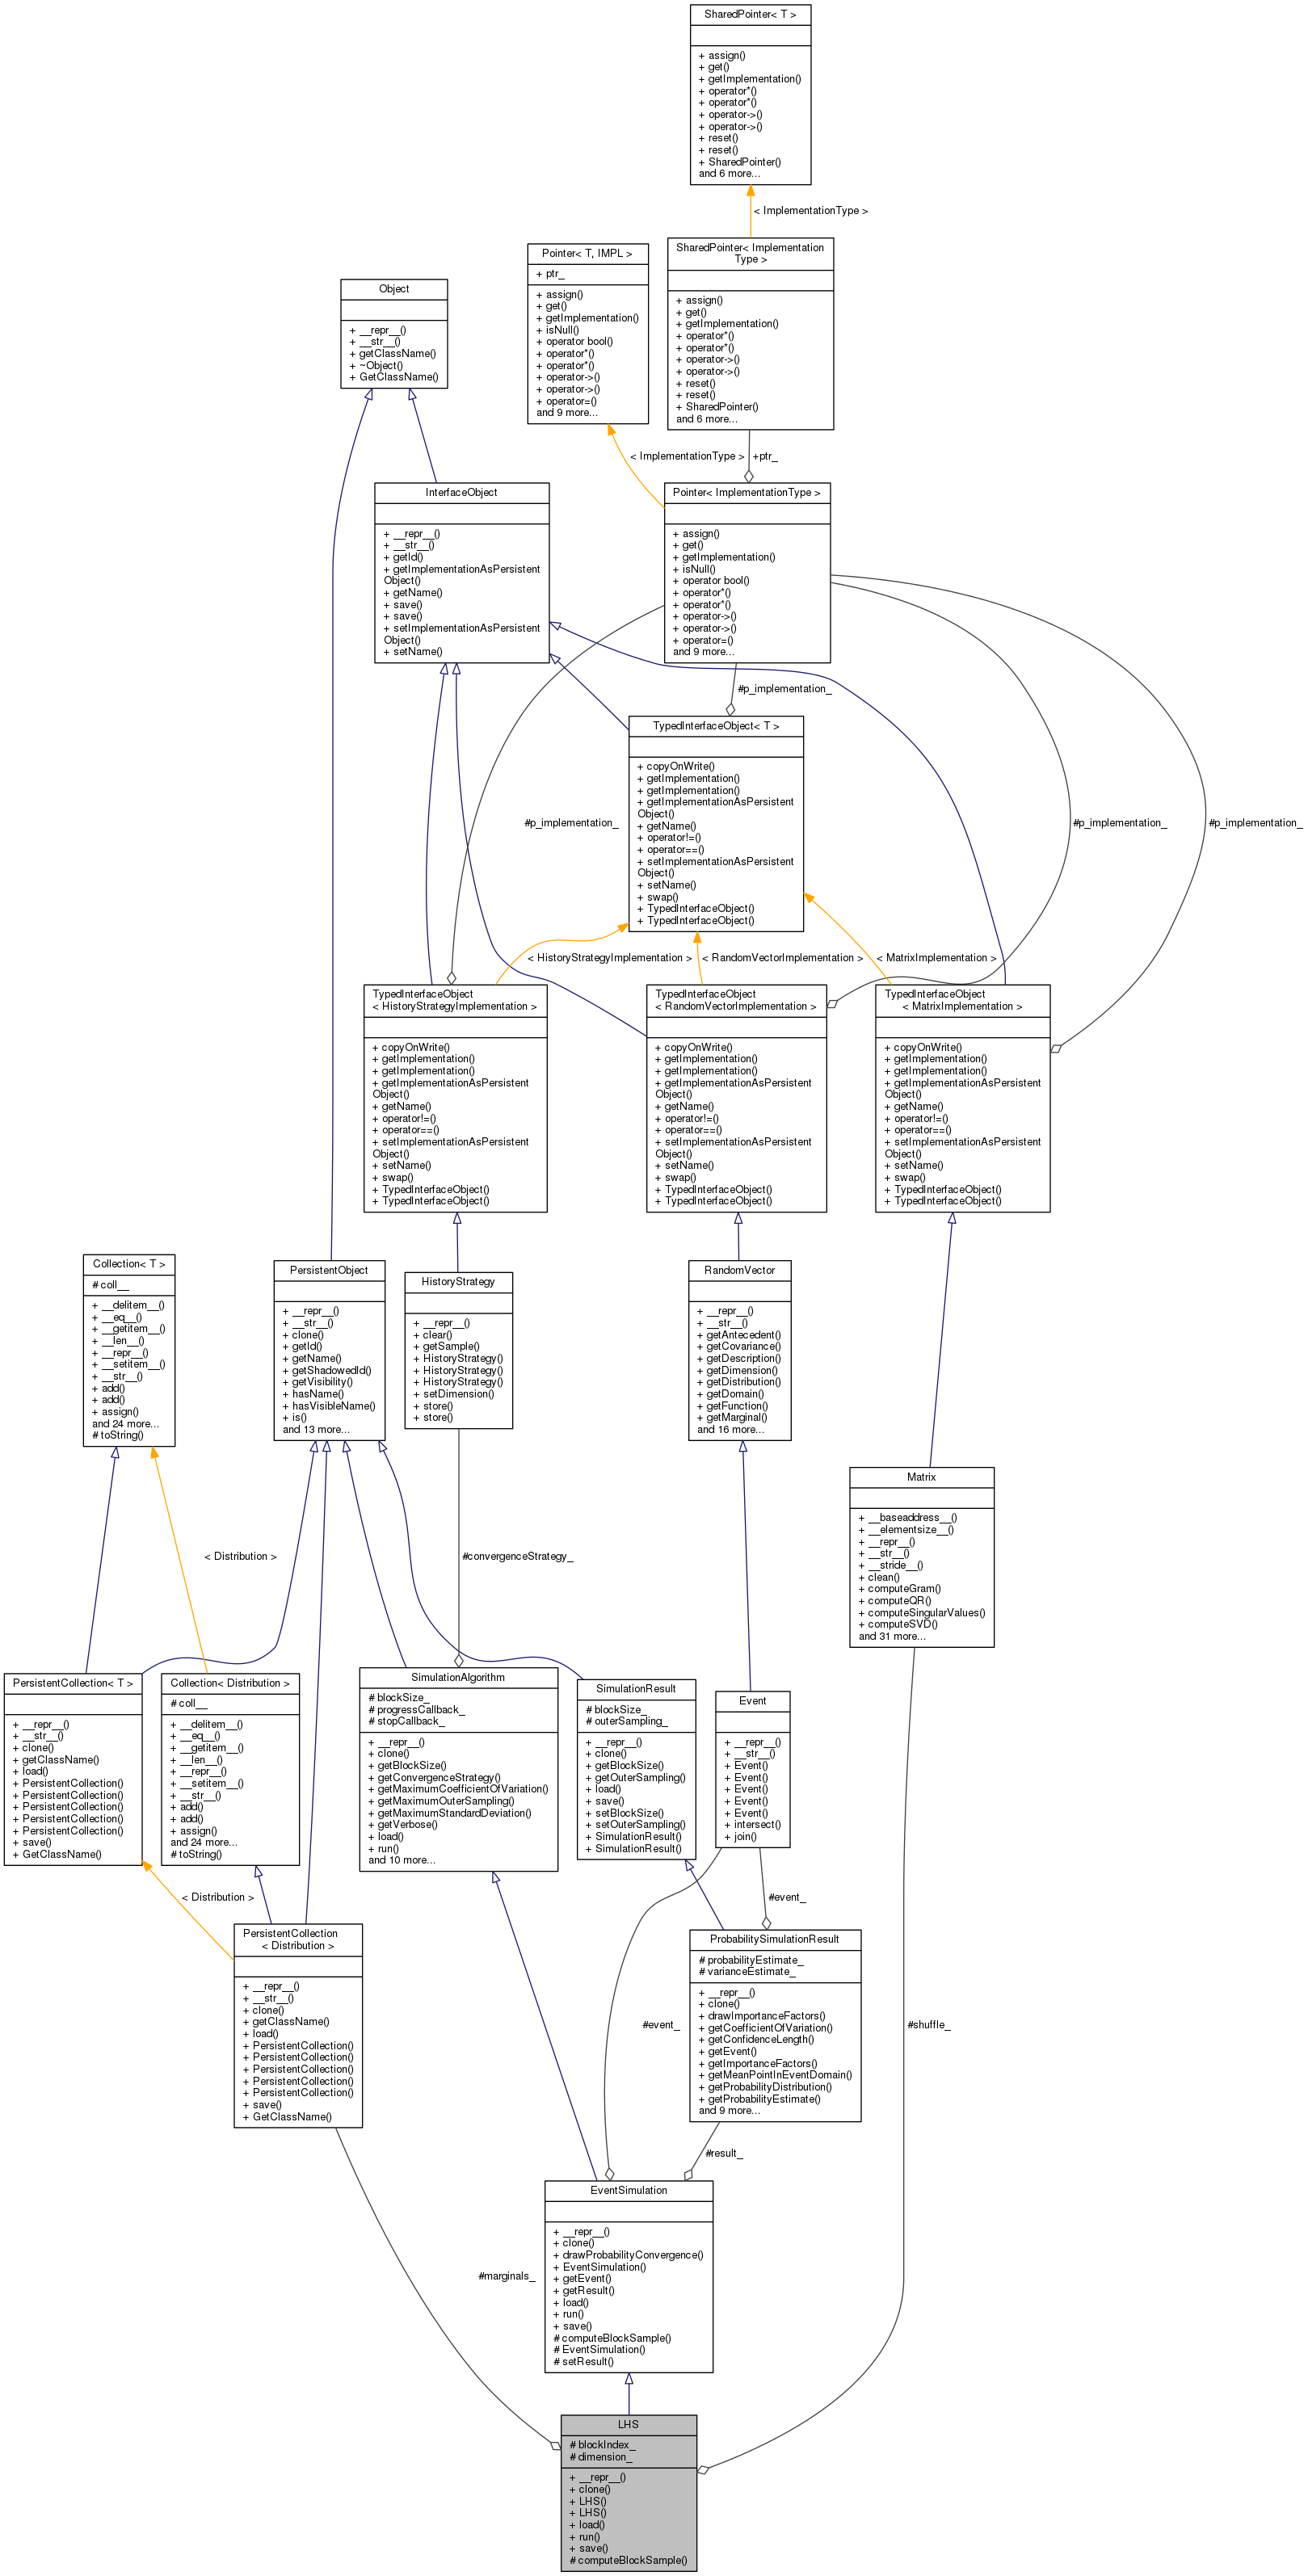 SharedPointer< T >
+ assign()
+ get()
+ getImplementation()
+ operator*()
+ operator*()
+ operator->()
+ operator->()
+ reset()
+ reset()
+ SharedPointer()
and 6 more...
< ImplementationType >
SharedPointer< Implementation
Type >
+ assign()
+ get()
+ getImplementation()
+ operator*()
+ operator*()
+ operator->()
+ operator->()
+ reset()
+ reset()
+ SharedPointer()
and 6 more...
Pointer< T, IMPL >
+ ptr_
+ assign()
+ get()
+ getImplementation()
+ isNull()
+ operator bool()
+ operator*()
+ operator*()
+ operator->()
+ operator->()
+ operator=()
and 9 more...
Object
+ __repr__()
+ __str__()
+ getClassName()
+ ~Object()
+ GetClassName()
< ImplementationType >
+ptr_
InterfaceObject
+ __repr__()
+ __str__()
+ getId()
+ getImplementationAsPersistent
Object()
+ getName()
+ save()
+ save()
+ setImplementationAsPersistent
Object()
+ setName()
Pointer< ImplementationType >
+ assign()
+ get()
+ getImplementation()
+ isNull()
+ operator bool()
+ operator*()
+ operator*()
+ operator->()
+ operator->()
+ operator=()
and 9 more...
#p_implementation_
TypedInterfaceObject< T >
+ copyOnWrite()
+ getImplementation()
+ getImplementation()
+ getImplementationAsPersistent
Object()
+ getName()
+ operator!=()
+ operator==()
+ setImplementationAsPersistent
Object()
+ setName()
+ swap()
+ TypedInterfaceObject()
+ TypedInterfaceObject()
#p_implementation_
#p_implementation_
#p_implementation_
< HistoryStrategyImplementation >
< RandomVectorImplementation >
< MatrixImplementation >
TypedInterfaceObject
< HistoryStrategyImplementation >
+ copyOnWrite()
+ getImplementation()
+ getImplementation()
+ getImplementationAsPersistent
Object()
+ getName()
+ operator!=()
+ operator==()
+ setImplementationAsPersistent
Object()
+ setName()
+ swap()
+ TypedInterfaceObject()
+ TypedInterfaceObject()
TypedInterfaceObject
< RandomVectorImplementation >
+ copyOnWrite()
+ getImplementation()
+ getImplementation()
+ getImplementationAsPersistent
Object()
+ getName()
+ operator!=()
+ operator==()
+ setImplementationAsPersistent
Object()
+ setName()
+ swap()
+ TypedInterfaceObject()
+ TypedInterfaceObject()
TypedInterfaceObject
< MatrixImplementation >
+ copyOnWrite()
+ getImplementation()
+ getImplementation()
+ getImplementationAsPersistent
Object()
+ getName()
+ operator!=()
+ operator==()
+ setImplementationAsPersistent
Object()
+ setName()
+ swap()
+ TypedInterfaceObject()
+ TypedInterfaceObject()
Collection< T >
# coll__
+ __delitem__()
+ __eq__()
+ __getitem__()
+ __len__()
+ __repr__()
+ __setitem__()
+ __str__()
+ add()
+ add()
+ assign()
and 24 more...
# toString()
PersistentObject
+ __repr__()
+ __str__()
+ clone()
+ getId()
+ getName()
+ getShadowedId()
+ getVisibility()
+ hasName()
+ hasVisibleName()
+ is()
and 13 more...
HistoryStrategy
+ __repr__()
+ clear()
+ getSample()
+ HistoryStrategy()
+ HistoryStrategy()
+ HistoryStrategy()
+ setDimension()
+ store()
+ store()
RandomVector
+ __repr__()
+ __str__()
+ getAntecedent()
+ getCovariance()
+ getDescription()
+ getDimension()
+ getDistribution()
+ getDomain()
+ getFunction()
+ getMarginal()
and 16 more...
Matrix
+ __baseaddress__()
+ __elementsize__()
+ __repr__()
+ __str__()
+ __stride__()
+ clean()
+ computeGram()
+ computeQR()
+ computeSingularValues()
+ computeSVD()
and 31 more...
< Distribution >
#convergenceStrategy_
PersistentCollection< T >
+ __repr__()
+ __str__()
+ clone()
+ getClassName()
+ load()
+ PersistentCollection()
+ PersistentCollection()
+ PersistentCollection()
+ PersistentCollection()
+ PersistentCollection()
+ save()
+ GetClassName()
Collection< Distribution >
# coll__
+ __delitem__()
+ __eq__()
+ __getitem__()
+ __len__()
+ __repr__()
+ __setitem__()
+ __str__()
+ add()
+ add()
+ assign()
and 24 more...
# toString()
SimulationAlgorithm
# blockSize_
# progressCallback_
# stopCallback_
+ __repr__()
+ clone()
+ getBlockSize()
+ getConvergenceStrategy()
+ getMaximumCoefficientOfVariation()
+ getMaximumOuterSampling()
+ getMaximumStandardDeviation()
+ getVerbose()
+ load()
+ run()
and 10 more...
SimulationResult
# blockSize_
# outerSampling_
+ __repr__()
+ clone()
+ getBlockSize()
+ getOuterSampling()
+ load()
+ save()
+ setBlockSize()
+ setOuterSampling()
+ SimulationResult()
+ SimulationResult()
Event
+ __repr__()
+ __str__()
+ Event()
+ Event()
+ Event()
+ Event()
+ Event()
+ intersect()
+ join()
< Distribution >
#event_
PersistentCollection
< Distribution >
+ __repr__()
+ __str__()
+ clone()
+ getClassName()
+ load()
+ PersistentCollection()
+ PersistentCollection()
+ PersistentCollection()
+ PersistentCollection()
+ PersistentCollection()
+ save()
+ GetClassName()
ProbabilitySimulationResult
# probabilityEstimate_
# varianceEstimate_
+ __repr__()
+ clone()
+ drawImportanceFactors()
+ getCoefficientOfVariation()
+ getConfidenceLength()
+ getEvent()
+ getImportanceFactors()
+ getMeanPointInEventDomain()
+ getProbabilityDistribution()
+ getProbabilityEstimate()
and 9 more...
#event_
#shuffle_
#result_
EventSimulation
+ __repr__()
+ clone()
+ drawProbabilityConvergence()
+ EventSimulation()
+ getEvent()
+ getResult()
+ load()
+ run()
+ save()
# computeBlockSample()
# EventSimulation()
# setResult()
#marginals_
LHS
# blockIndex_
# dimension_
+ __repr__()
+ clone()
+ LHS()
+ LHS()
+ load()
+ run()
+ save()
# computeBlockSample()